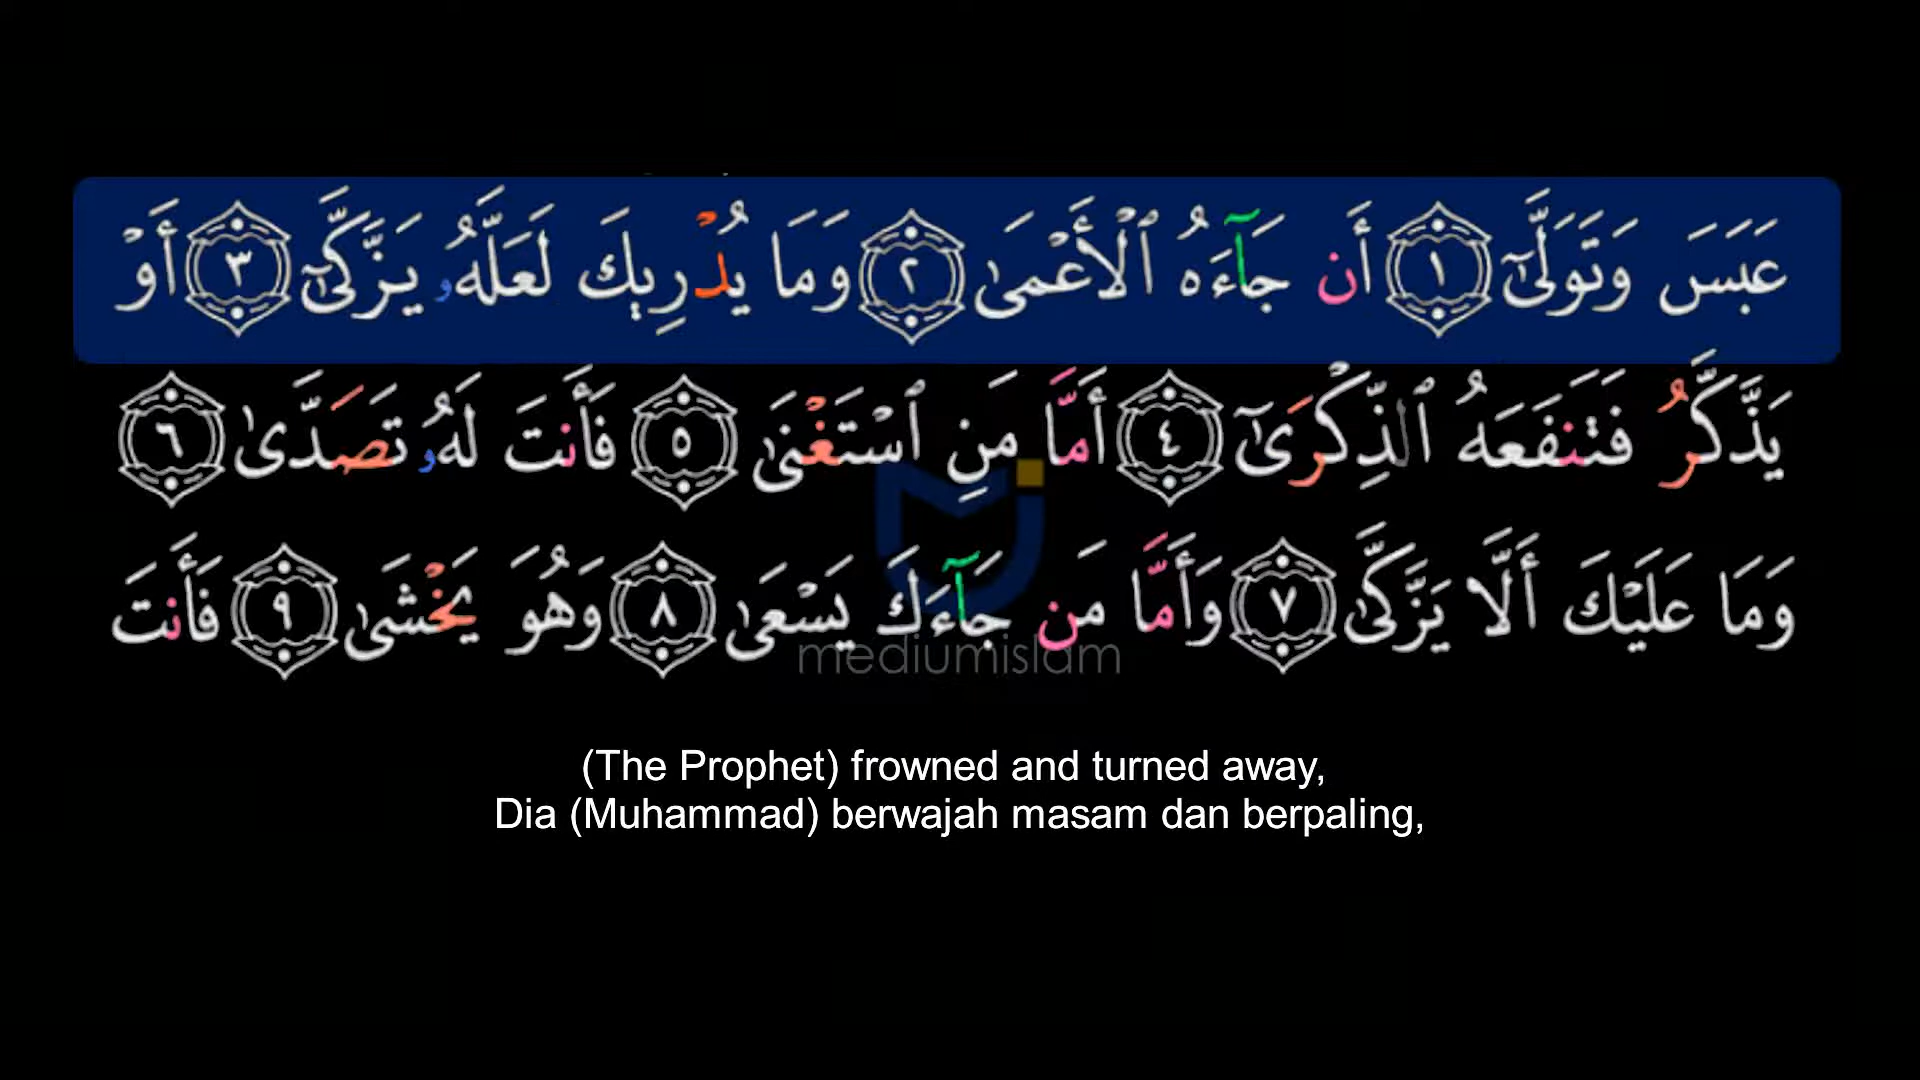 عَبَسَ وَتَوَلَّىٰٓ ١ أَن جَآءَهُ ٱلْأَعْمَىٰ ٢ وَمَا يُدْرِيكَ لَعَلَّهُۥ يَزَّكَّىٰٓ ٣ أَوْ
يَذَّكَّرُ فَتَنفَعَهُ ٱلذِّكْرَىٰٓ ٤ أَمَّا مَنِ ٱسْتَغْنَىٰ ٥ فَأَنتَ لَهُۥ تَصَدَّىٰ ٦
وَمَا عَلَيْكَ أَلَّا يَزَّكَّىٰ ٧ وَأَمَّا مَن جَآءَكَ يَسْعَىٰ ٨ وَهُوَ يَخْشَىٰ ٩ فَأَنتَ
mediumislam
(The Prophet) frowned and turned away,
Dia (Muhammad) berwajah masam dan berpaling,